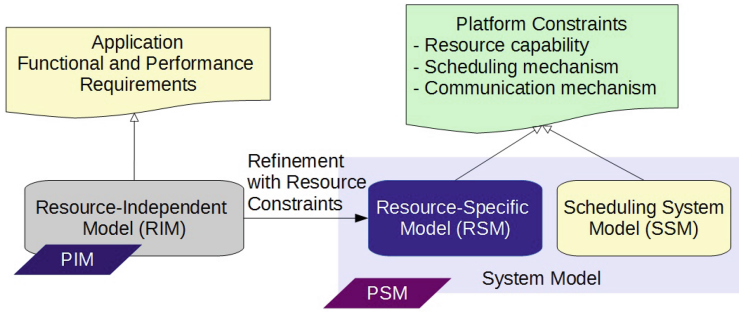 Application
Functional and Performance
Requirements
Platform Constraints
- Resource capability
- Scheduling mechanism
- Communication mechanism
Refinement
with Resource
Constraints
Resource-Independent
Model (RIM)
PIM
Resource-Specific
Model (RSM)
Scheduling System
Model (SSM)
System Model
PSM